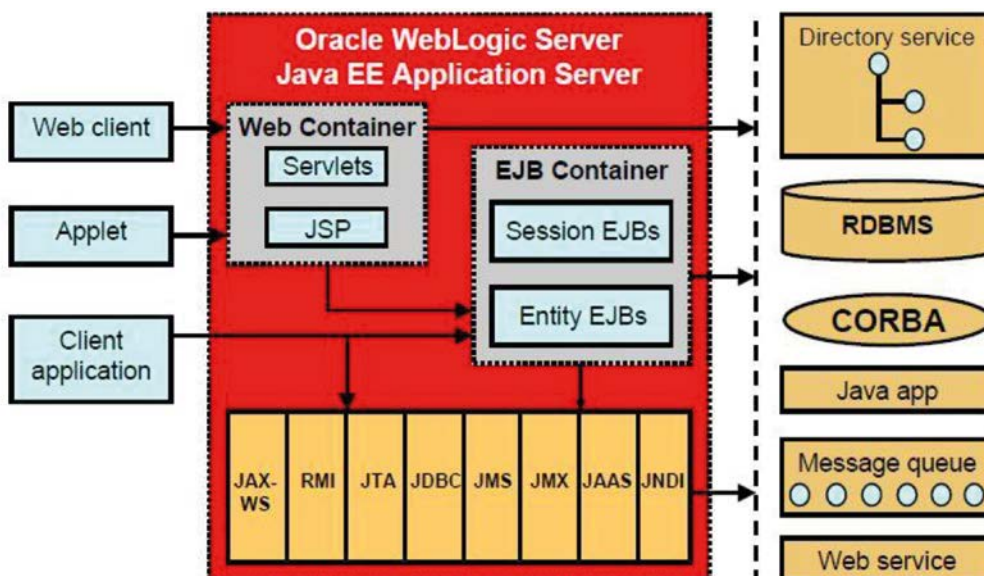 Oracle WebLogic Server
Java EE Application Server
Web client
Applet
Client
application
Web Container
Servlets
JSP
EJB Container
Session EJBs
Entity EJBs
JAX-
WS
RMI
JTA
JDBC
JMS
JMX
JAAS
JNDI
Directory service
RDBMS
CORBA
Java app
Message queue
Web service